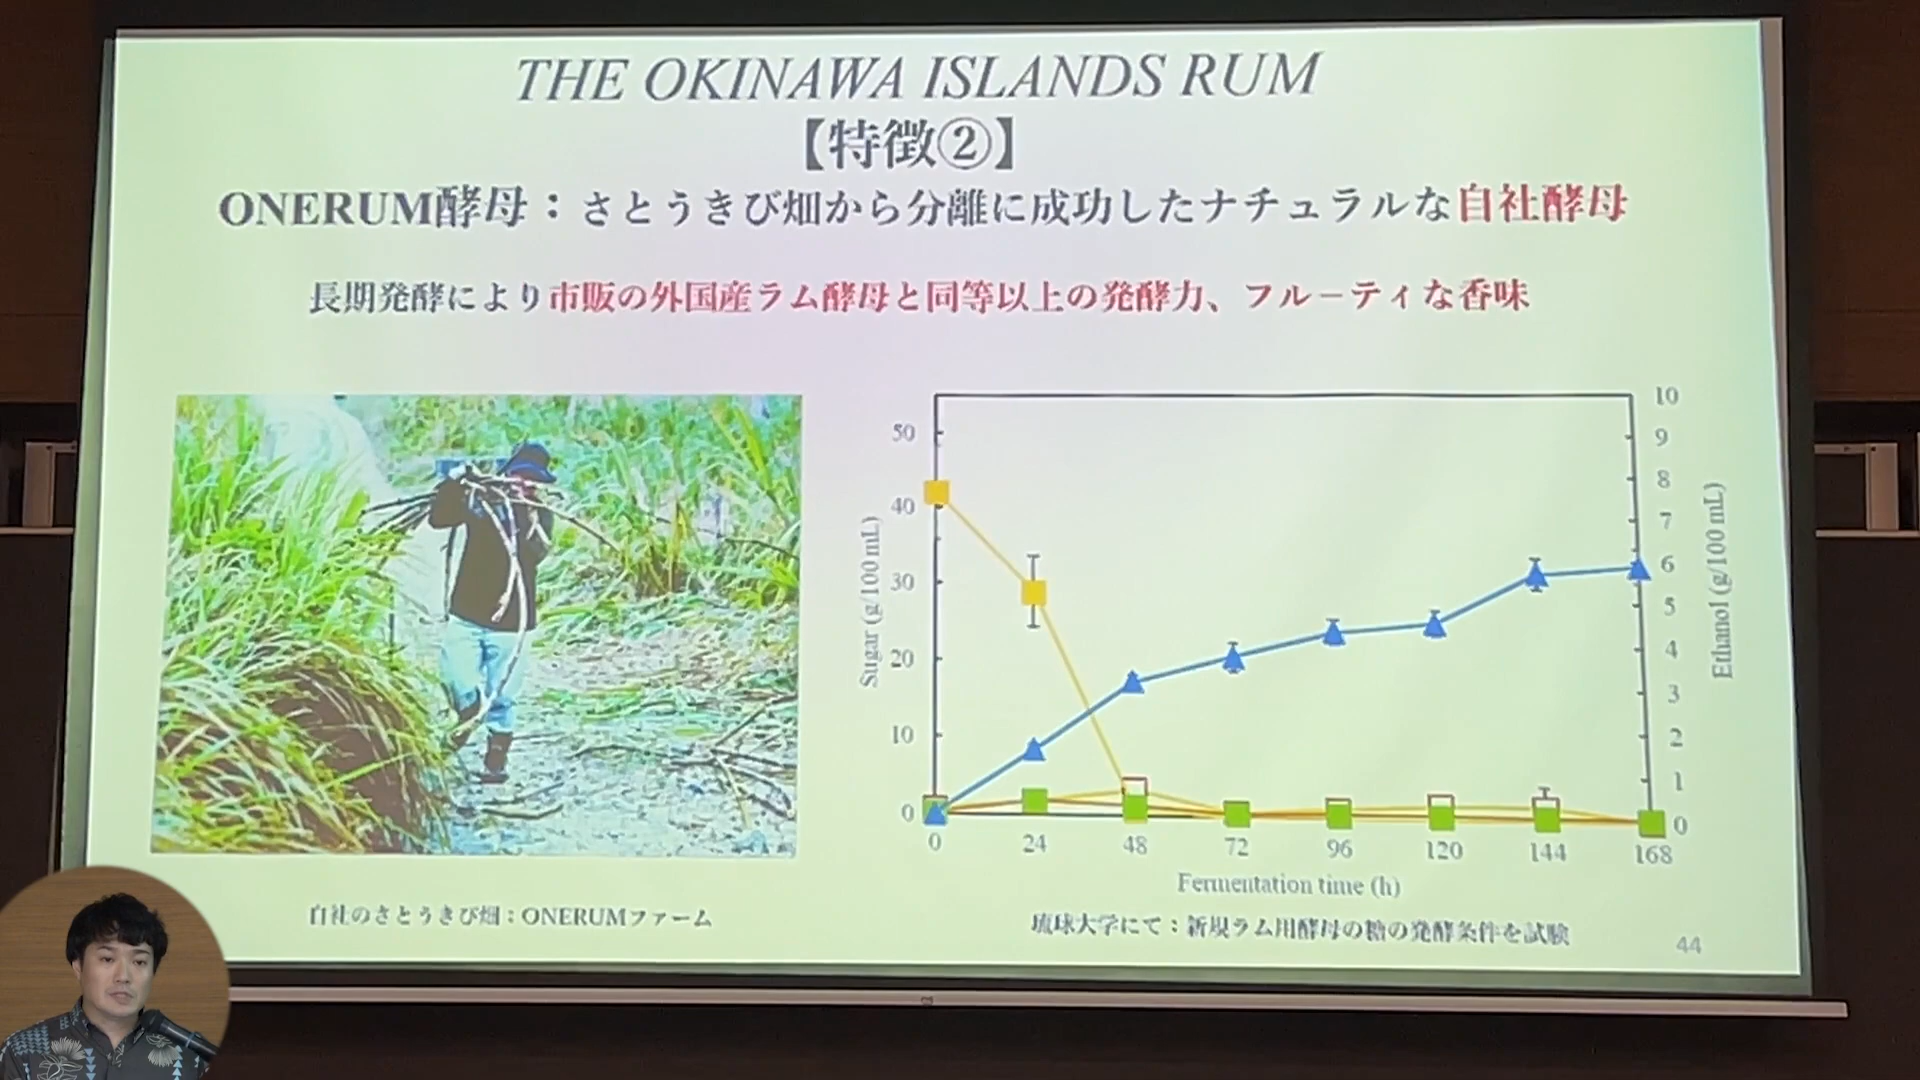 THE OKINAWA ISLANDS RUM
【特徴②】
ONERUM酵母：さとうきび畑から分離に成功したナチュラルな自社酵母
長期発酵により市販の外国産ラム酵母と同等以上の発酵力、フルーティな香味
50
40
30
20
10
0
Sugar (g/100 mL)
10
9
8
7
6
5
4
3
2
1
0
Ethanol (g/100 mL)
0 24 48 72 96 120 144 168
Fermentation time (h)
自社のさとうきび畑：ONERUMファーム
琉球大学にて：新規ラム用酵母の糖の発酵条件を試験
44